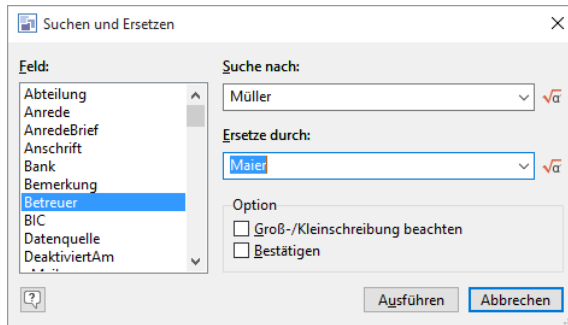 Suchen und Ersetzen
Feld:
Abteilung
Anrede
AnredeBrief
Anschrift
Bank
Bemerkung
Betreuer
BIC
Datenquelle
DeaktiviertAm
Suche nach:
Müller
√α
Ersetze durch:
Maier
√α
Option
Groß-/Kleinschreibung beachten
Bestätigen
?
Ausführen
Abbrechen